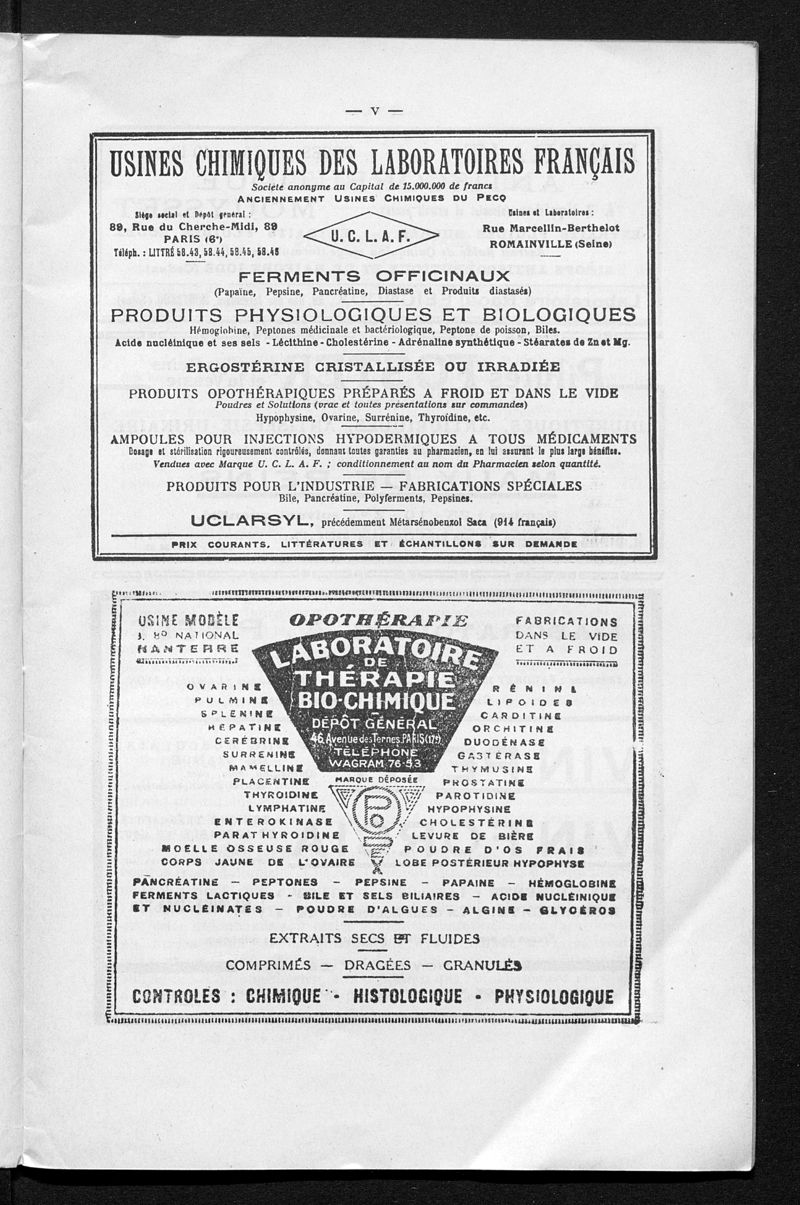 — V —
USINES CHIMIQUES DES LABORATOIRES FRANÇAIS
Société anonyme au Capital de 15.000.000 de francs
ANCIENNEMENT USINES CHIMIQUES DU PECQ
Siège social et Dépôt général :
89, Rue du Cherche-Midi, 89
PARIS (6e)
Téléph. : LITTRÉ 58.43, 58.44, 58.45, 58.46
U. C. L. A. F.
Usines et Laboratoires :
Rue Marcellin-Berthelot
ROMAINVILLE (Seine)
FERMENTS OFFICINAUX
(Papaïne, Pepsine, Pancréatine, Diastase et Produits diastasés)
PRODUITS PHYSIOLOGIQUES ET BIOLOGIQUES
Hémoglobine, Peptones médicinale et bactériologique, Peptone de poisson, Biles.
Acide nucléinique et ses sels - Lécithine - Cholestérine - Adrénaline synthétique - Stéarates de Zn et Mg.
ERGOSTÉRINE CRISTALLISÉE OU IRRADIÉE
PRODUITS OPOTHÉRAPIQUES PRÉPARÉS A FROID ET DANS LE VIDE
Poudres et Solutions (vrac et toutes présentations sur commandes)
Hypophysine, Ovarine, Surrénine, Thyroïdine, etc.
AMPOULES POUR INJECTIONS HYPODERMIQUES A TOUS MÉDICAMENTS
Dosage et stérilisation rigoureusement contrôlés, donnant toutes garanties au pharmacien, en lui assurant le plus large bénéfice.
Vendues avec Marque U. C. L. A. F. ; conditionnement au nom du Pharmacien selon quantité.
PRODUITS POUR L'INDUSTRIE — FABRICATIONS SPÉCIALES
Bile, Pancréatine, Polyferments, Pepsines.
UCLARSYL, précédemment Métarsénobenzol Saca (914 français)
PRIX COURANTS, LITTÉRATURES ET ÉCHANTILLONS SUR DEMANDE
USINE MODÈLE
Bd NATIONAL
NANTERRE
OPOTHÉRAPIE
FABRICATIONS
DANS LE VIDE
ET A FROID
LABORATOIRE
DE
THÉRAPIE
BIO-CHIMIQUE
DÉPÔT GÉNÉRAL
46, Avenue des Ternes, PARIS (17e)
TÉLÉPHONE
WAGRAM 76-53
MARQUE DÉPOSÉE
OVARINE
PULMINE
SPLENINE
HÉPATINE
CÉRÉBRINE
SURRENINE
MAMELLINE
PLACENTINE
THYROIDINE
LYMPHATINE
ENTEROKINASE
PARATHYROIDINE
MOELLE OSSEUSE ROUGE
CORPS JAUNE DE L'OVAIRE
RÉNINE
LIPOIDES
CARDITINE
ORCHITINE
DUODÉNASE
GASTÉRASE
THYMUSINE
PROSTATINE
PAROTIDINE
HYPOPHYSINE
CHOLESTÉRINE
LEVURE DE BIÈRE
POUDRE D'OS FRAIS
LOBE POSTÉRIEUR HYPOPHYSE
PANCRÉATINE — PEPTONES — PEPSINE — PAPAINE — HÉMOGLOBINE
FERMENTS LACTIQUES - BILE ET SELS BILIAIRES — ACIDE NUCLÉINIQUE
ET NUCLÉINATES — POUDRE D'ALGUES — ALGINE — GLYCÉROS
EXTRAITS SECS ET FLUIDES
COMPRIMÉS — DRAGÉES — GRANULÉS
CONTROLES : CHIMIQUE - HISTOLOGIQUE - PHYSIOLOGIQUE